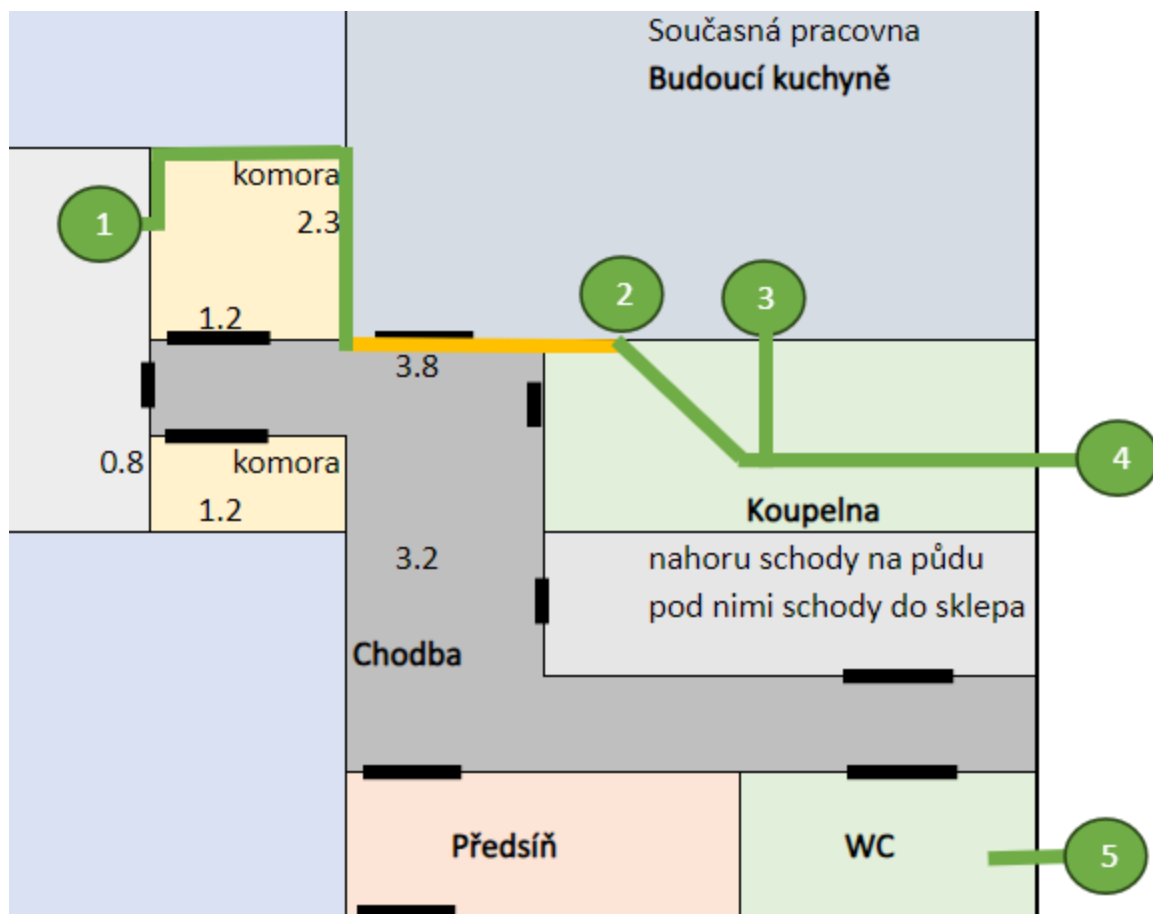 Současná pracovna
Budoucí kuchyně
komora
1
2.3
2
3
1.2
3.8
0.8
komora
4
1.2
Koupelna
nahoru schody na půdu
3.2
pod nimi schody do sklepa
Chodba
Předsíň
WC
5